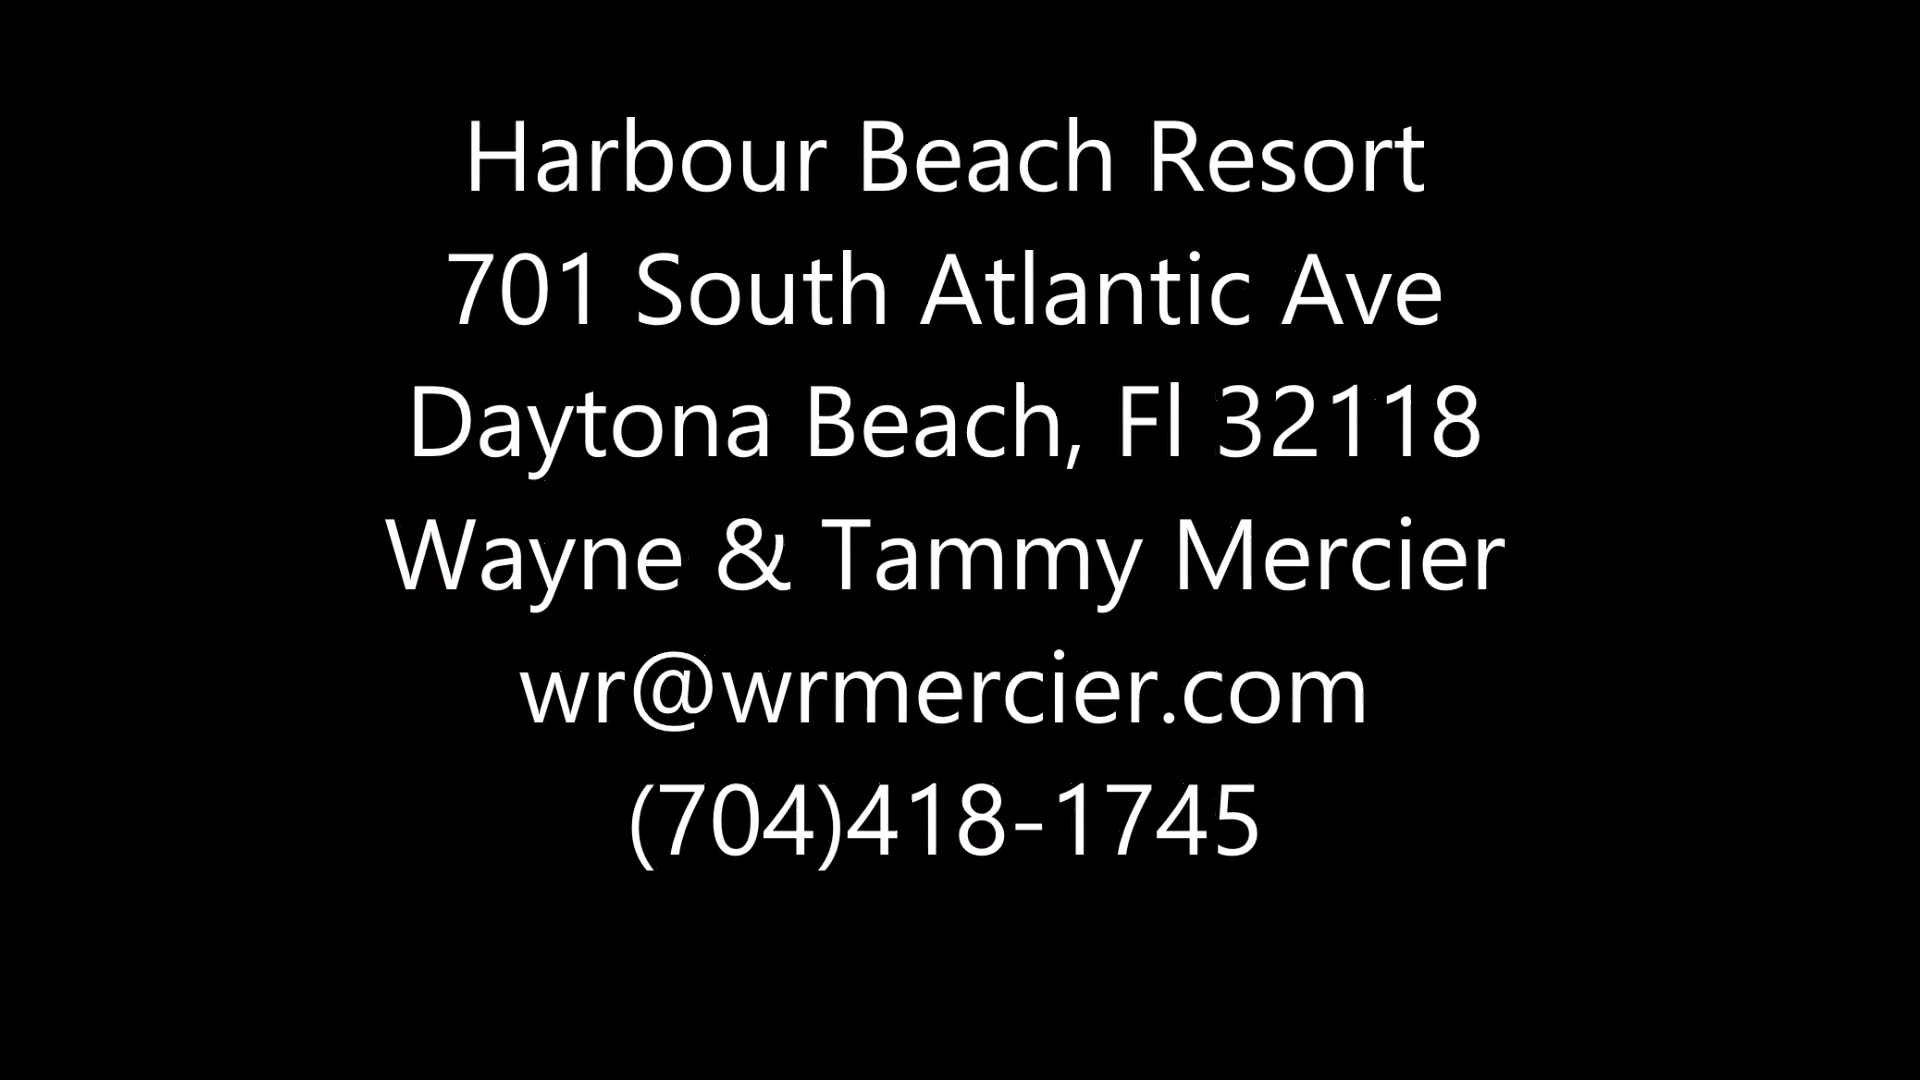 Harbour Beach Resort
701 South Atlantic Ave
Daytona Beach, Fl 32118
Wayne & Tammy Mercier
wr@wrmercier.com
(704)418-1745